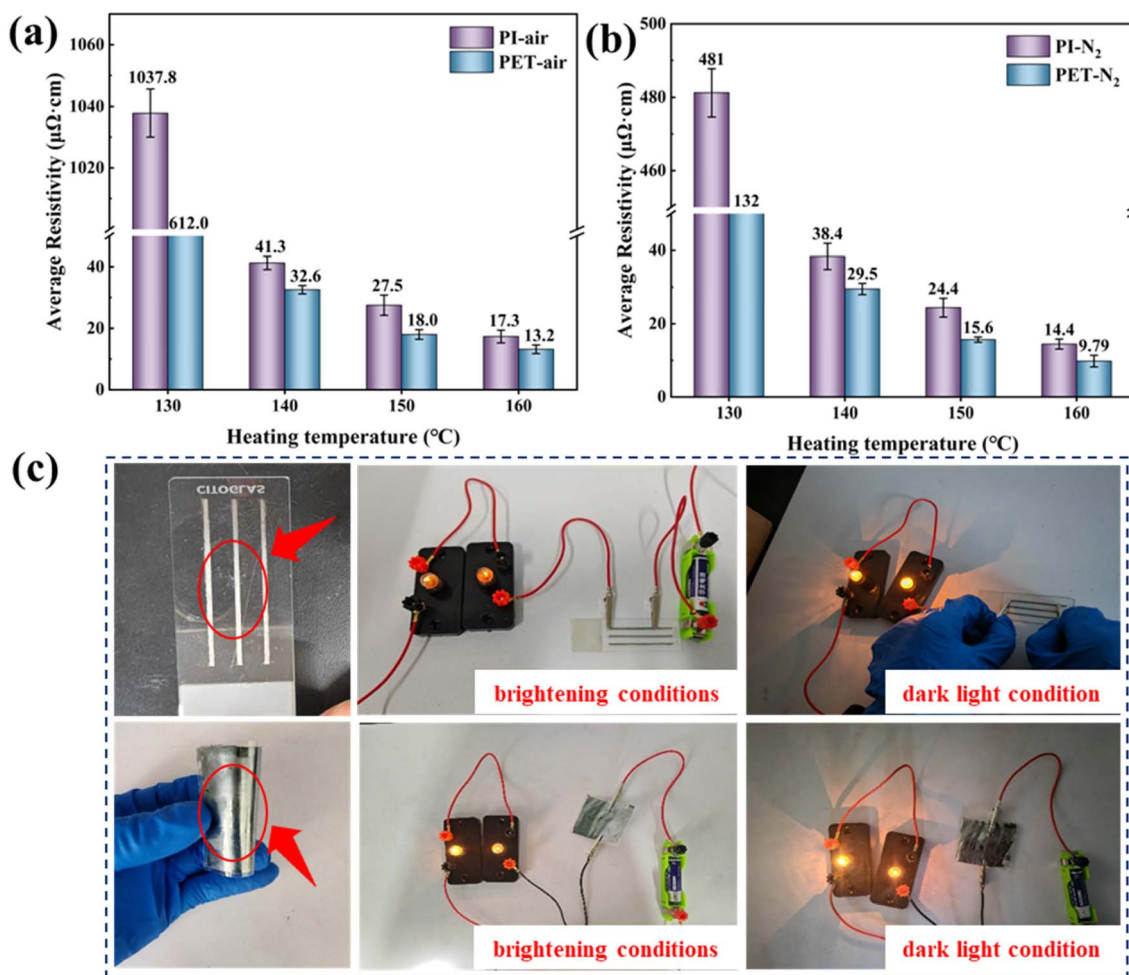 (a)
Average Resistivity (μΩ·cm)
1060
1040
1020
40
20
0
PI-air
PET-air
1037.8
612.0
41.3
32.6
27.5
18.0
17.3
13.2
130
140
150
160
Heating temperature (℃)
(b)
Average Resistivity (μΩ·cm)
500
480
460
40
20
0
PI-N₂
PET-N₂
481
132
38.4
29.5
24.4
15.6
14.4
9.79
130
140
150
160
Heating temperature (℃)
(c)
CITOGLAS
brightening conditions
dark light condition
brightening conditions
dark light condition